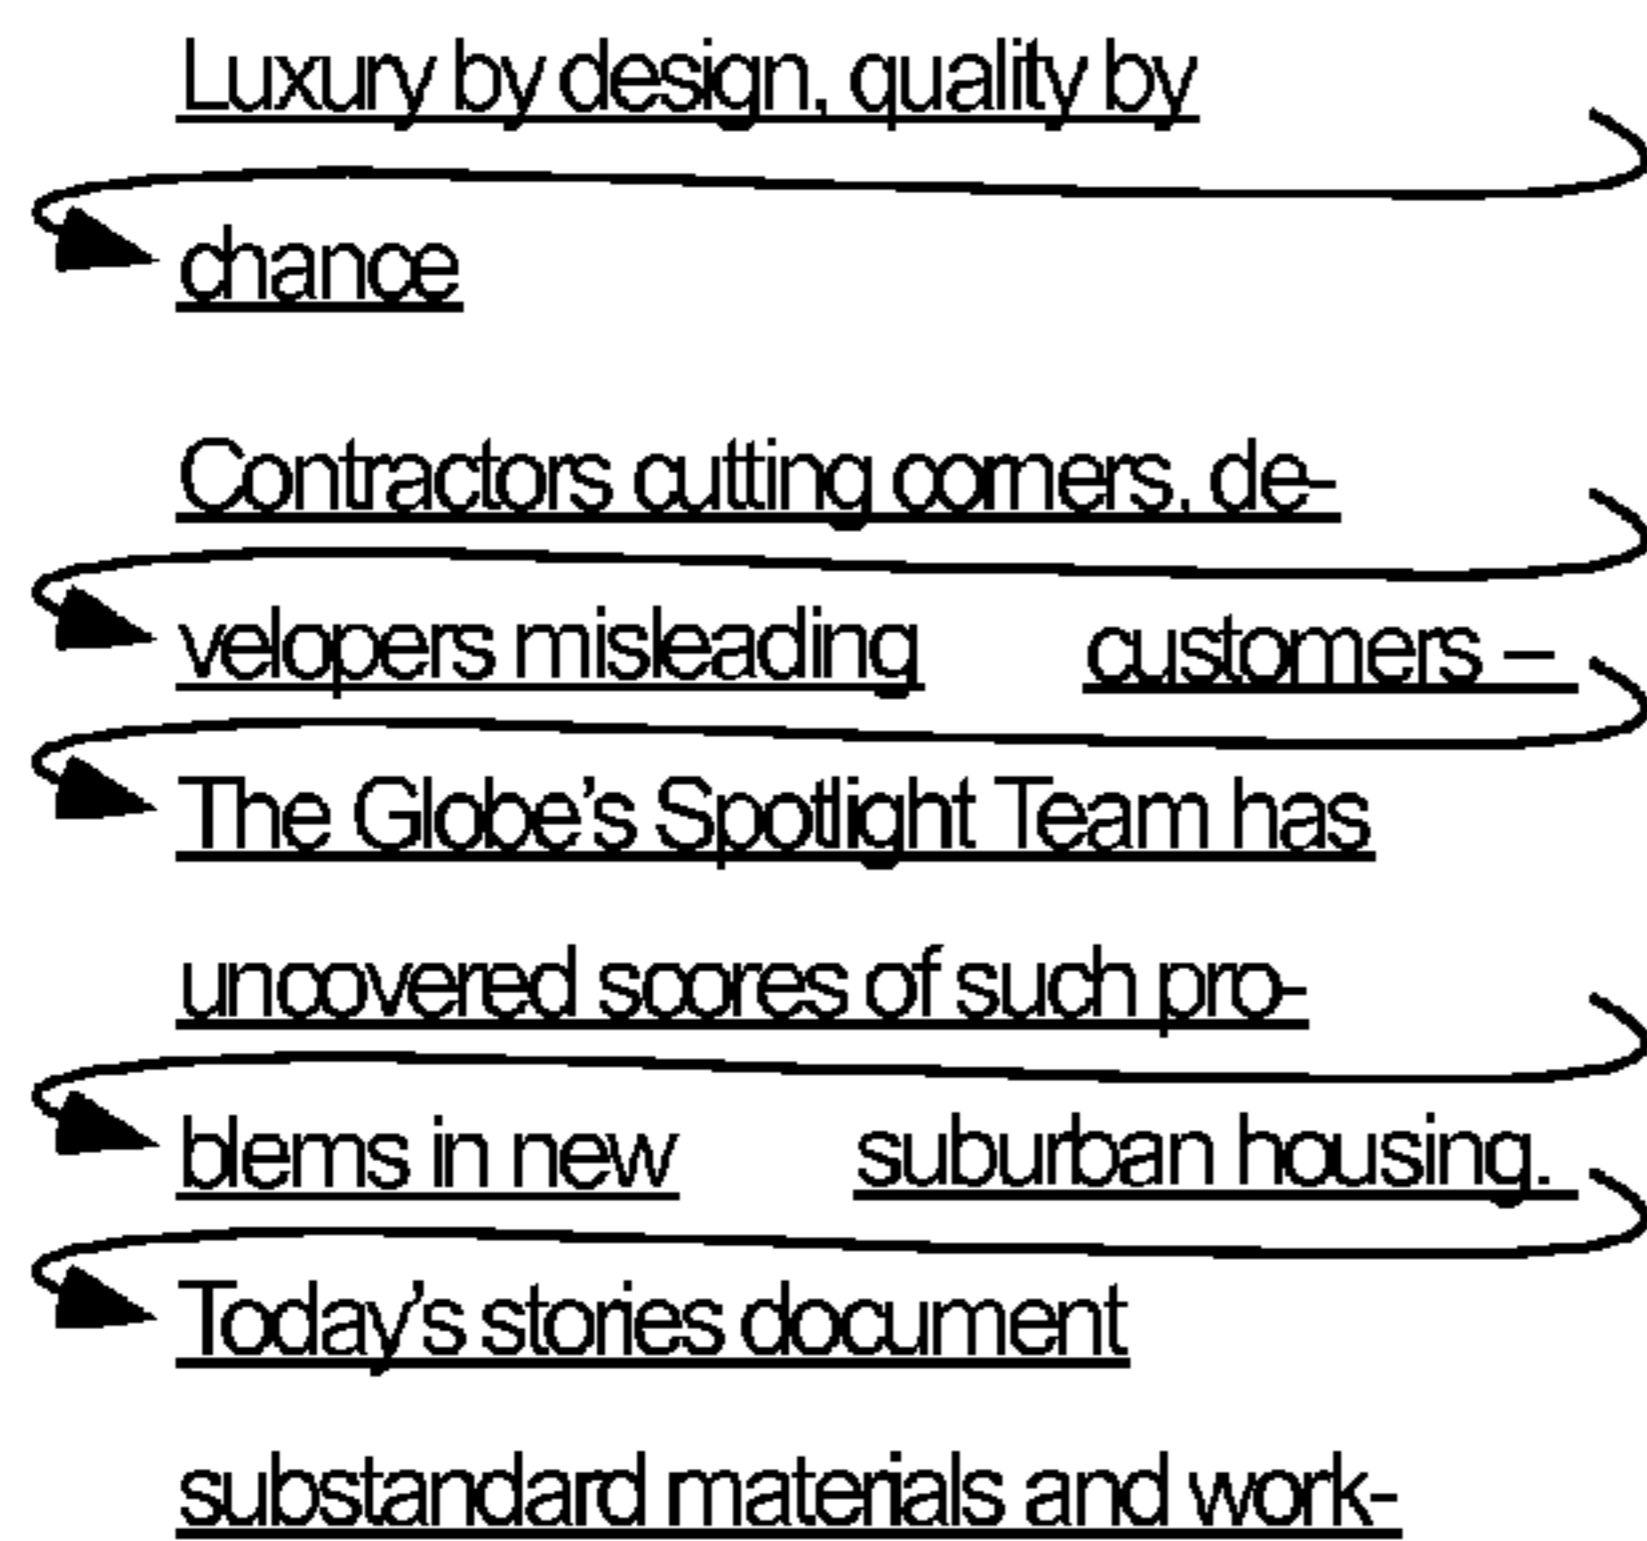 Luxury by design, quality by
chance
Contractors cutting corners, de-
velopers misleading customers –
The Globe's Spotlight Team has
uncovered scores of such pro-
blems in new suburban housing.
Today's stories document
substandard materials and work-